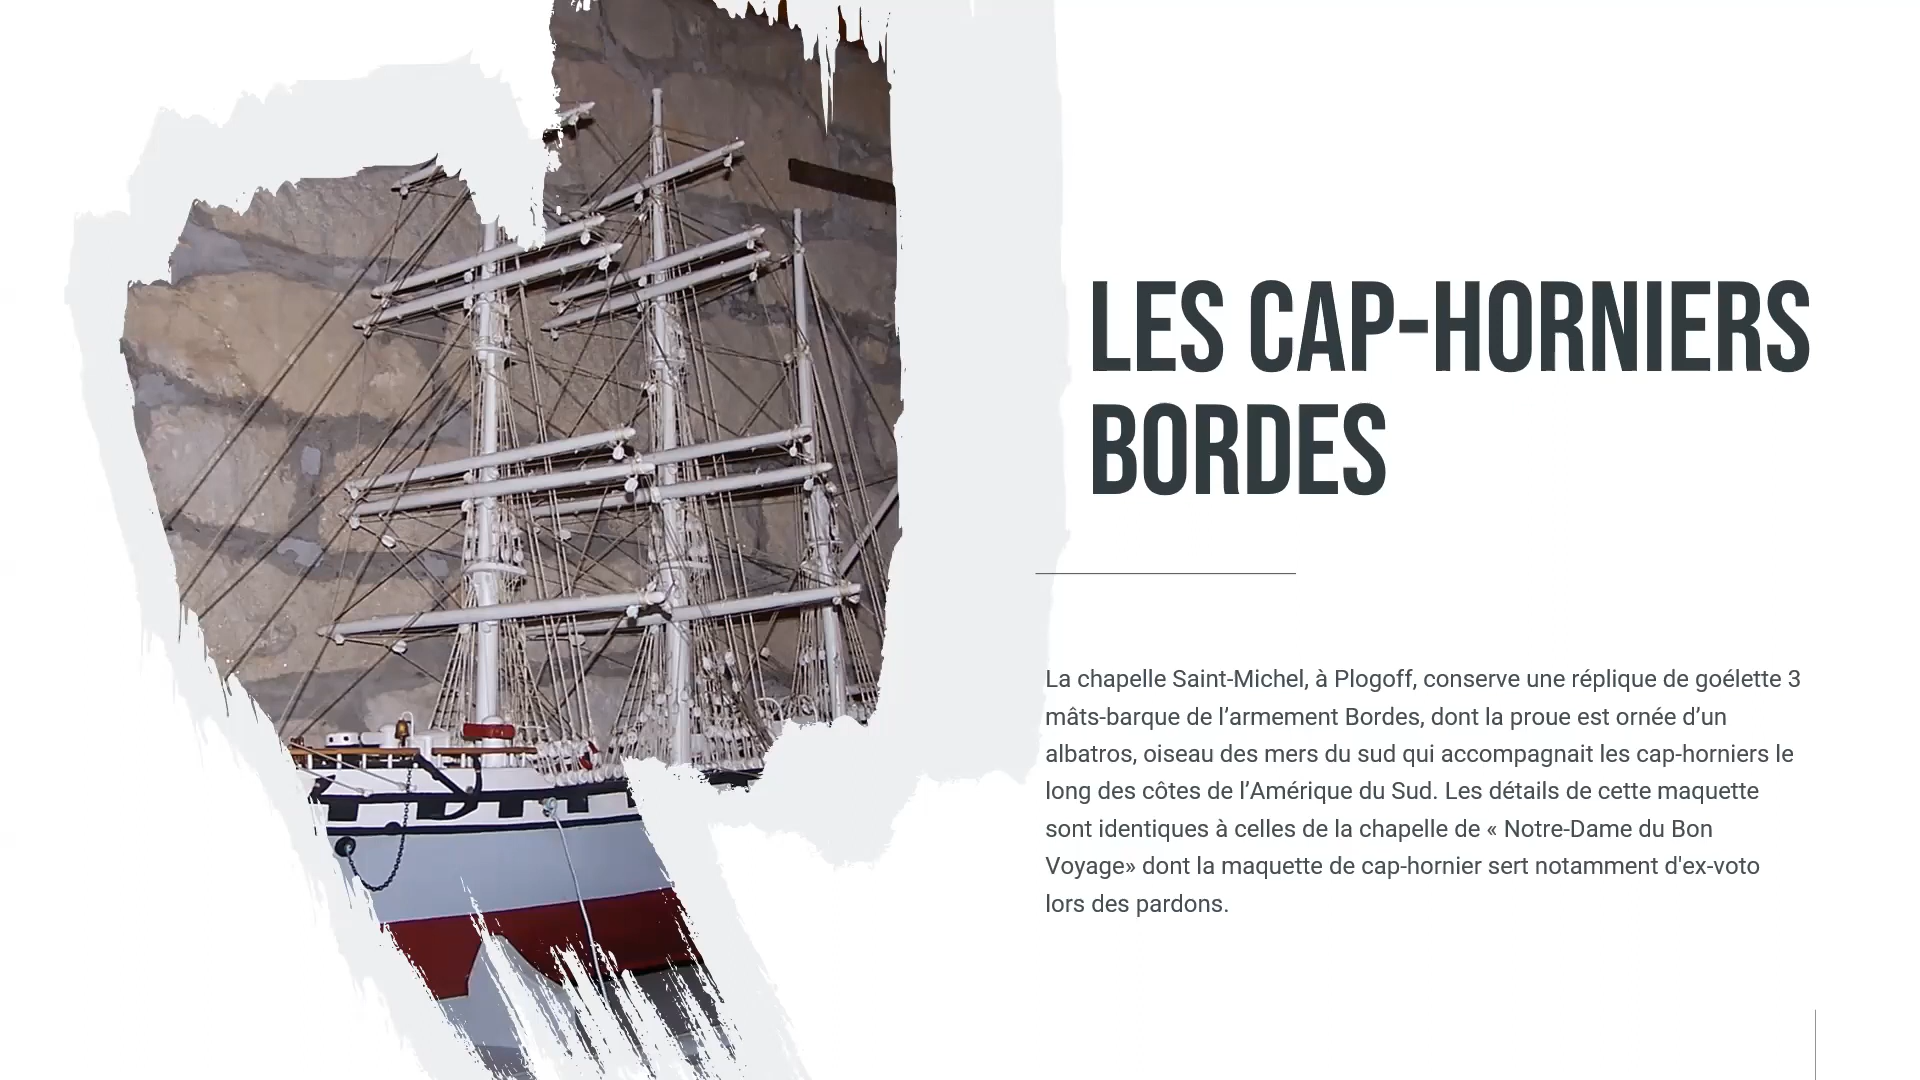 LES CAP-HORNIERS
BORDES
La chapelle Saint-Michel, à Plogoff, conserve une réplique de goélette 3
mâts-barque de l’armement Bordes, dont la proue est ornée d’un
albatros, oiseau des mers du sud qui accompagnait les cap-horniers le
long des côtes de l’Amérique du Sud. Les détails de cette maquette
sont identiques à celles de la chapelle de « Notre-Dame du Bon
Voyage» dont la maquette de cap-hornier sert notamment d'ex-voto
lors des pardons.